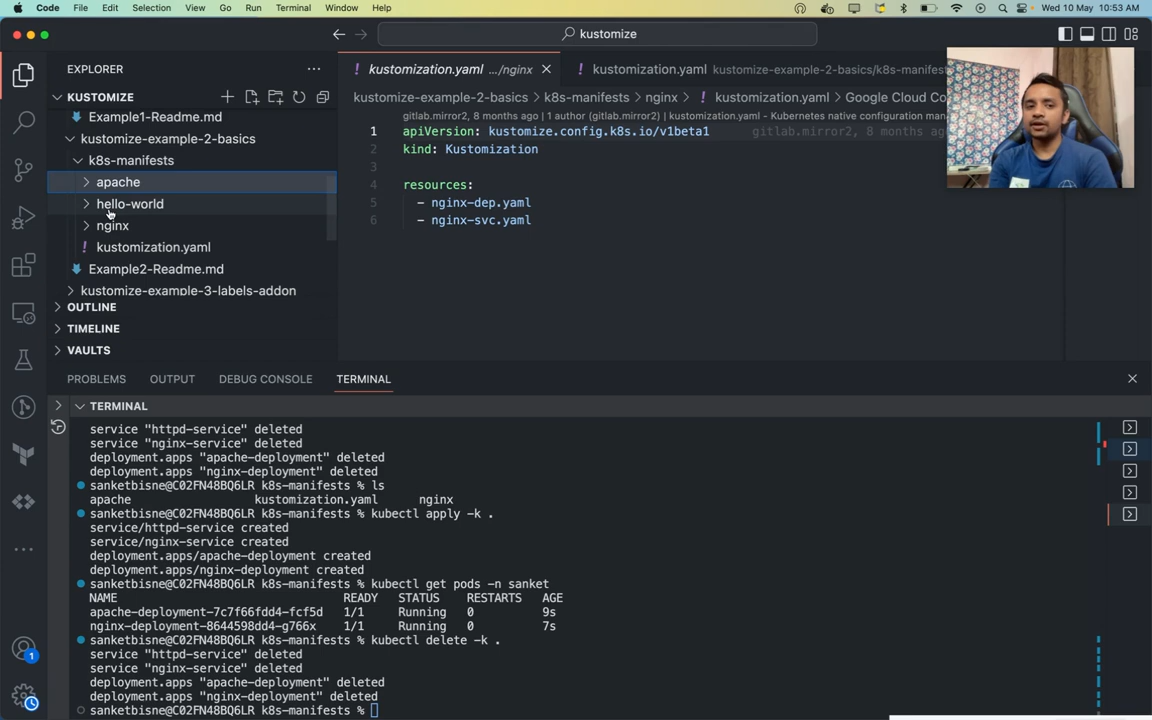 Code File Edit Selection View Go Run Terminal Window Help
Wed 10 May 10:53 AM
kustomize
EXPLORER
KUSTOMIZE
Example1-Readme.md
kustomize-example-2-basics
k8s-manifests
apache
hello-world
nginx
kustomization.yaml
Example2-Readme.md
kustomize-example-3-labels-addon
OUTLINE
TIMELINE
VAULTS
kustomization.yaml .../nginx
kustomization.yaml kustomize-example-2-basics/k8s-manifes
kustomize-example-2-basics > k8s-manifests > nginx > kustomization.yaml > Google Cloud Co
gitlab.mirror2, 8 months ago | 1 author (gitlab.mirror2) | kustomization.yaml - Kubernetes native configuration man
1 apiVersion: kustomize.config.k8s.io/v1beta1 gitlab.mirror2, 8 months ago
2 kind: Kustomization
3
4 resources:
5 - nginx-dep.yaml
6 - nginx-svc.yaml
PROBLEMS OUTPUT DEBUG CONSOLE TERMINAL
TERMINAL
service "httpd-service" deleted
service "nginx-service" deleted
deployment.apps "apache-deployment" deleted
deployment.apps "nginx-deployment" deleted
sanketbisne@C02FN48BQ6LR k8s-manifests % ls
apache kustomization.yaml nginx
sanketbisne@C02FN48BQ6LR k8s-manifests % kubectl apply -k .
service/httpd-service created
service/nginx-service created
deployment.apps/apache-deployment created
deployment.apps/nginx-deployment created
sanketbisne@C02FN48BQ6LR k8s-manifests % kubectl get pods -n sanket
NAME READY STATUS RESTARTS AGE
apache-deployment-7c7f66fdd4-fcf5d 1/1 Running 0 9s
nginx-deployment-8644598dd4-g766x 1/1 Running 0 7s
sanketbisne@C02FN48BQ6LR k8s-manifests % kubectl delete -k .
service "httpd-service" deleted
service "nginx-service" deleted
deployment.apps "apache-deployment" deleted
deployment.apps "nginx-deployment" deleted
sanketbisne@C02FN48BQ6LR k8s-manifests %
1